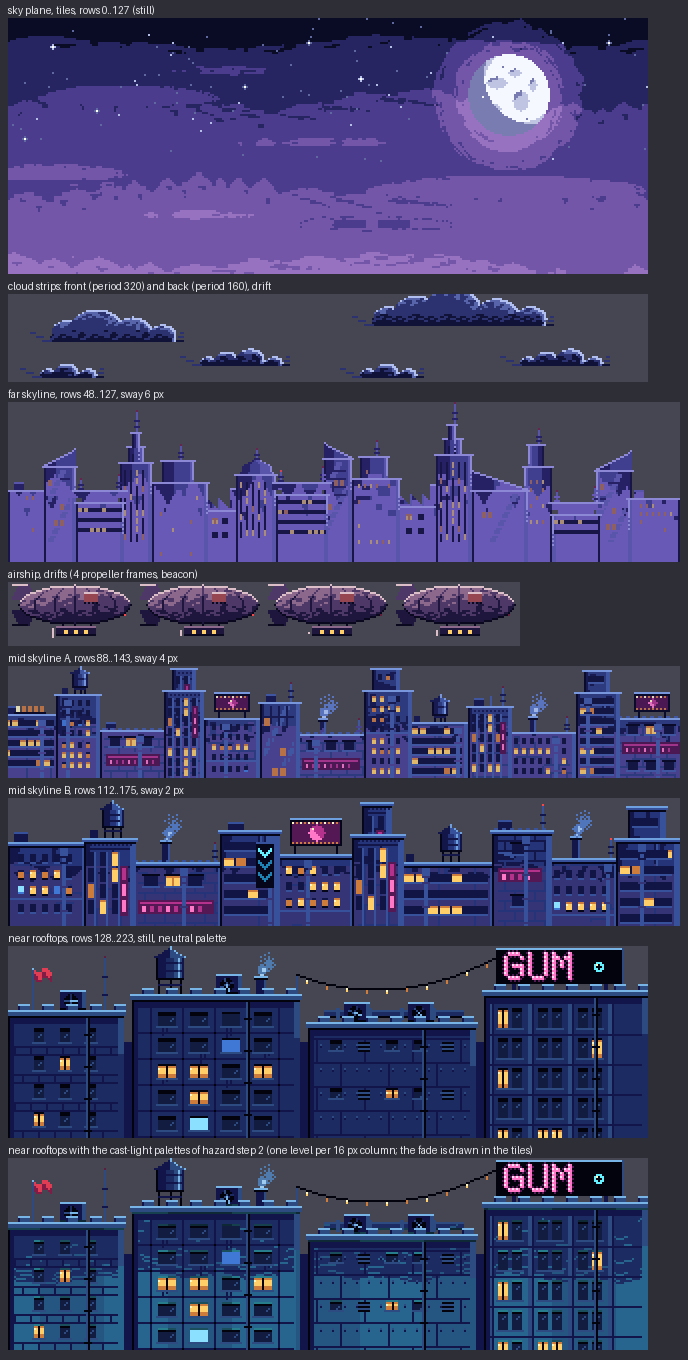 sky plane, tiles, rows 0..127 (still)
cloud strips: front (period 320) and back (period 160), drift
far skyline, rows 48..127, sway 6 px
airship, drifts (4 propeller frames, beacon)
mid skyline A, rows 88..143, sway 4 px
mid skyline B, rows 112..175, sway 2 px
near rooftops, rows 128..223, still, neutral palette
GUM
near rooftops with the cast-light palettes of hazard step 2 (one level per 16 px column; the fade is drawn in the tiles)
GUM